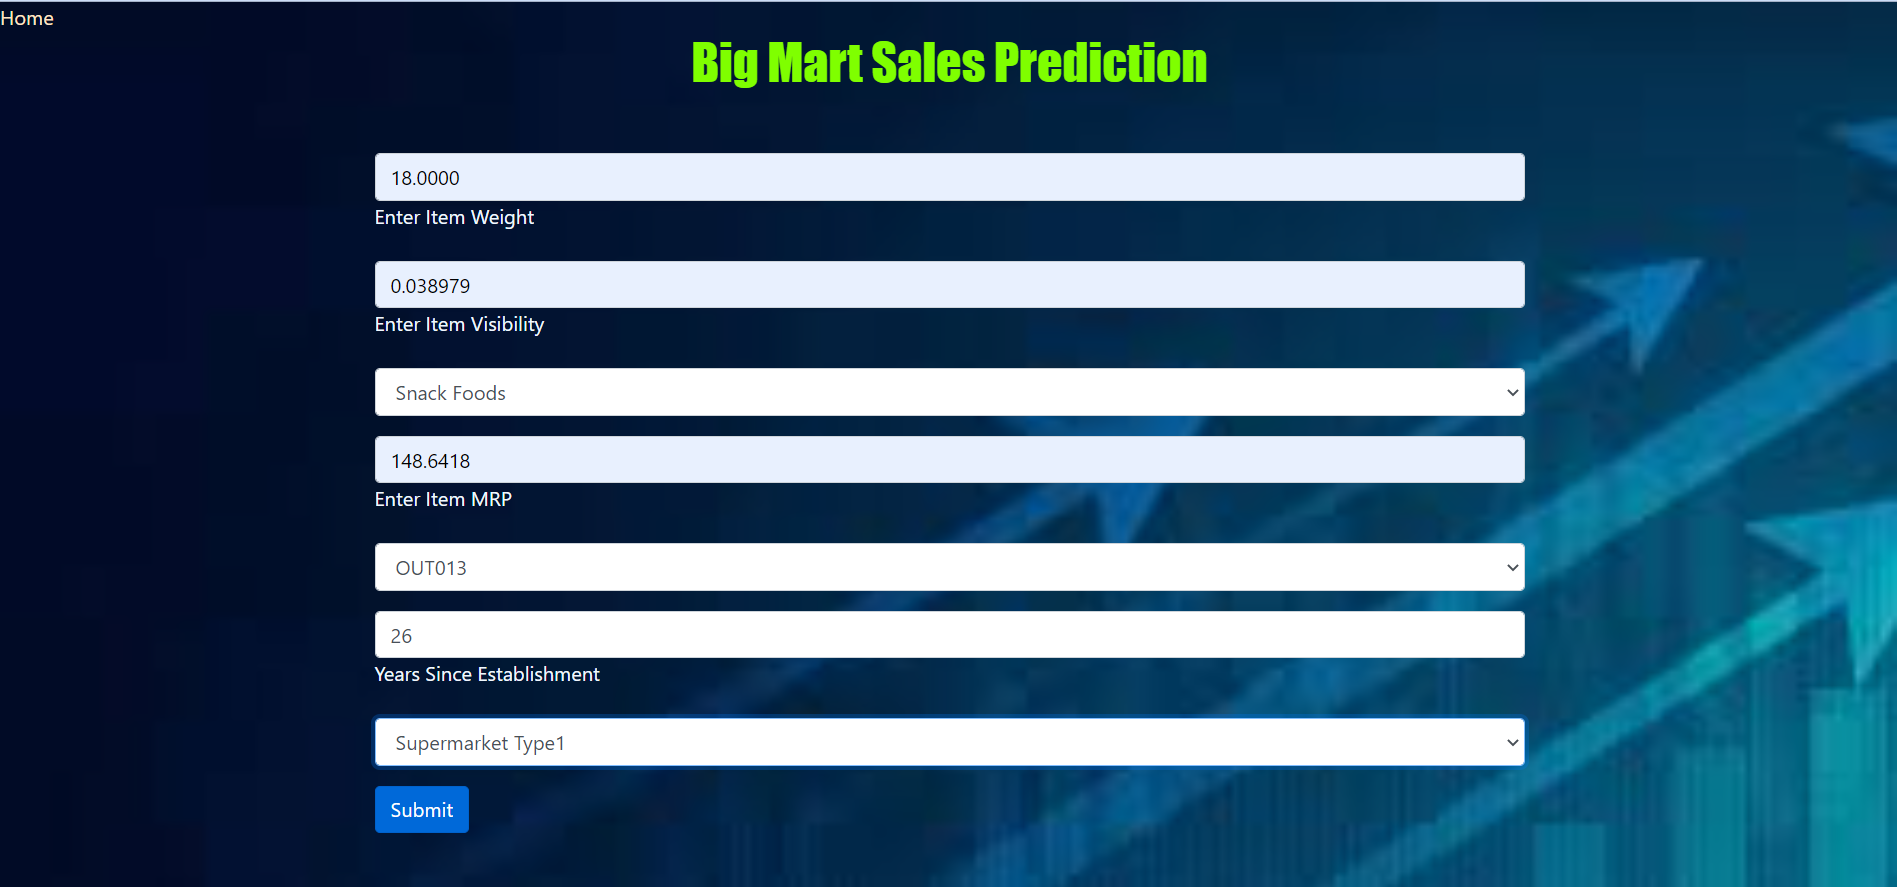 Home
Big Mart Sales Prediction
18.0000
Enter Item Weight
0.038979
Enter Item Visibility
Snack Foods
148.6418
Enter Item MRP
OUT013
26
Years Since Establishment
Supermarket Type1
Submit